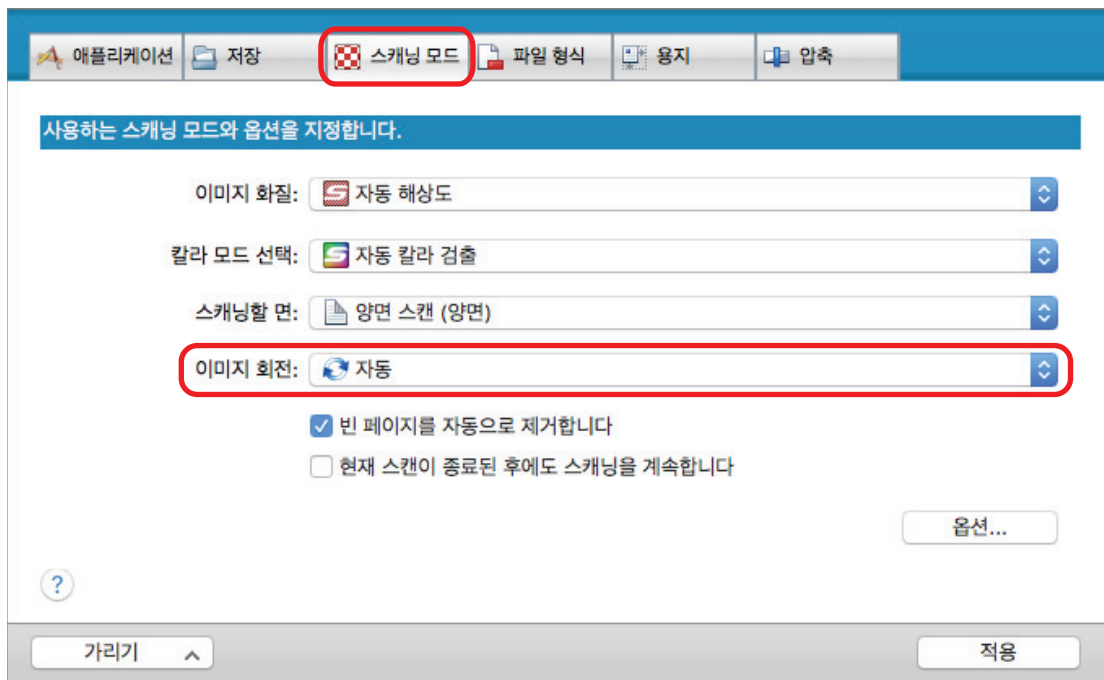 애플리케이션 저장 스캐닝 모드 파일 형식 용지 압축
사용하는 스캐닝 모드와 옵션을 지정합니다.
이미지 화질: 자동 해상도
칼라 모드 선택: 자동 칼라 검출
스캐닝할 면: 양면 스캔 (양면)
이미지 회전: 자동
빈 페이지를 자동으로 제거합니다
현재 스캔이 종료된 후에도 스캐닝을 계속합니다
옵션...
?
가리기 적용